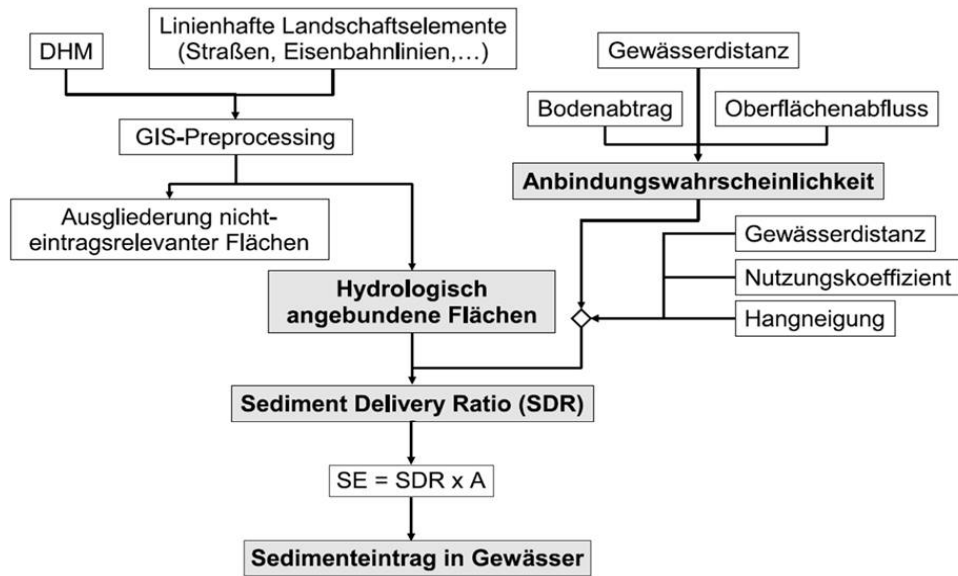 Linienhafte Landschaftselemente
(Straßen, Eisenbahnlinien,...)
DHM
Gewässerdistanz
Bodenabtrag
Oberflächenabfluss
GIS-Preprocessing
Anbindungswahrscheinlichkeit
Ausgliederung nicht-
eintragsrelevanter Flächen
Gewässerdistanz
Nutzungskoeffizient
Hangneigung
Hydrologisch
angebundene Flächen
Sediment Delivery Ratio (SDR)
SE = SDR x A
Sedimenteintrag in Gewässer